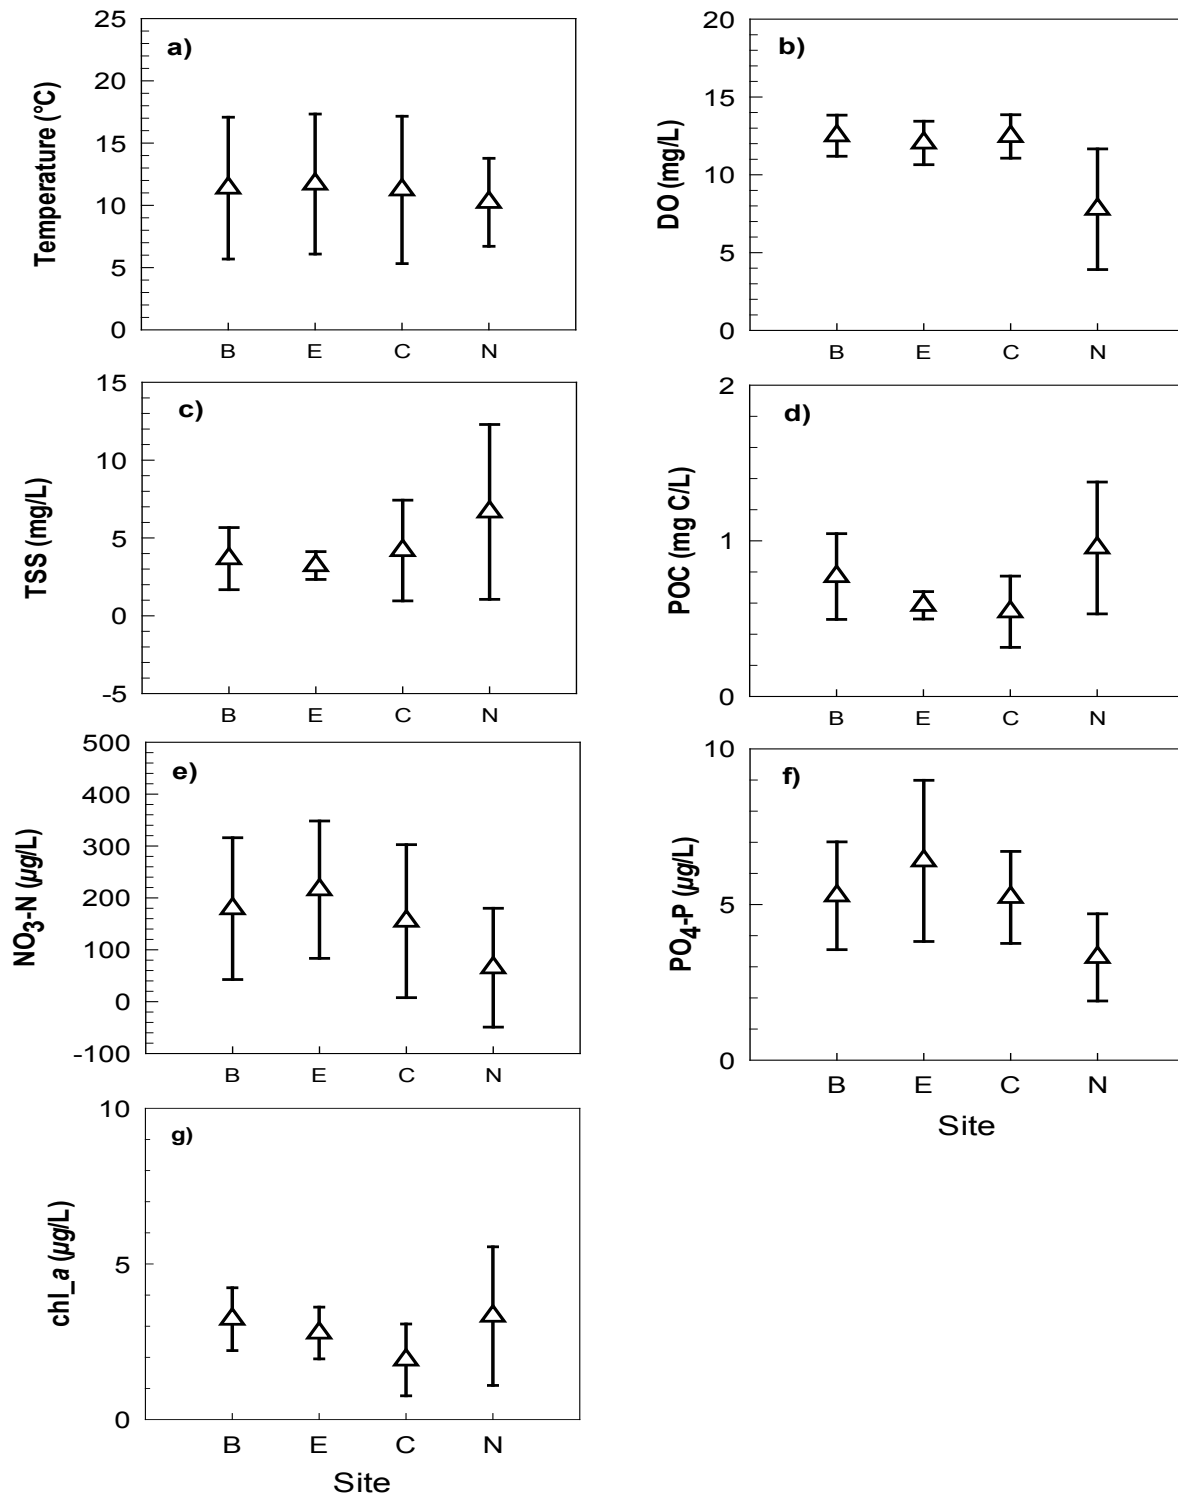 a)
Temperature (°C)
25
20
15
10
5
0
B E C N
b)
DO (mg/L)
20
15
10
5
0
B E C N
c)
TSS (mg/L)
15
10
5
0
-5
B E C N
d)
POC (mg C/L)
2
1
0
B E C N
e)
NO3-N (µg/L)
500
400
300
200
100
0
-100
B E C N
f)
PO4-P (µg/L)
10
5
0
B E C N
Site
g)
chl_a (µg/L)
10
5
0
B E C N
Site